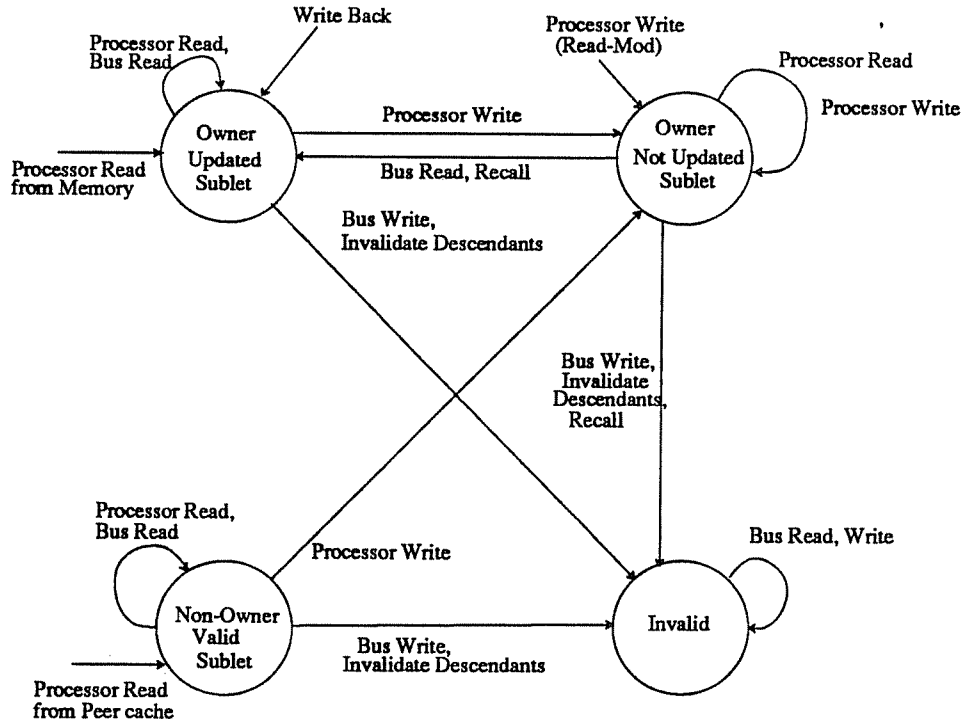 Write Back
Processor Read,
Bus Read
Processor Write
(Read-Mod)
Processor Read
Processor Write
Owner
Updated
Sublet
Processor Write
Owner
Not Updated
Sublet
Processor Read
from Memory
Bus Read, Recall
Bus Write,
Invalidate Descendants
Bus Write,
Invalidate
Descendants,
Recall
Processor Read,
Bus Read
Processor Write
Bus Read, Write
Non-Owner
Valid
Sublet
Invalid
Bus Write,
Invalidate Descendants
Processor Read
from Peer cache